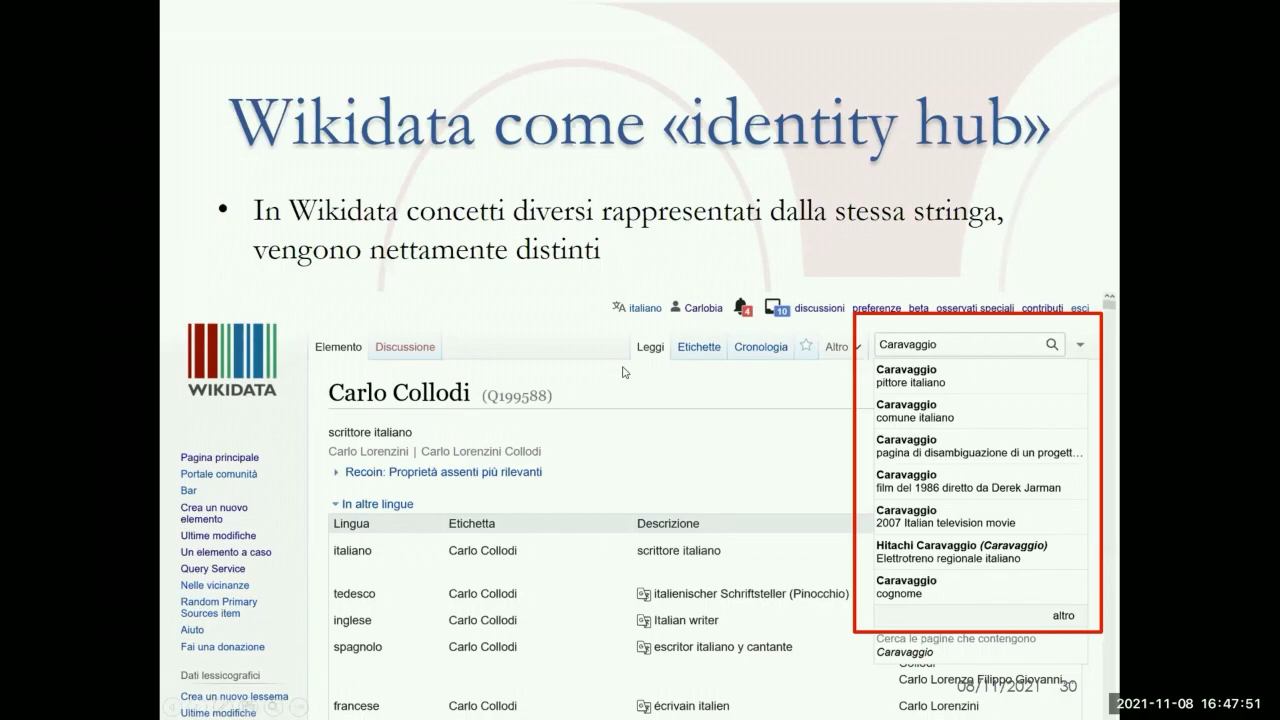 Wikidata come «identity hub»
• In Wikidata concetti diversi rappresentati dalla stessa stringa,
vengono nettamente distinti
italiano Carlobia 4 10 discussioni preferenze beta osservati speciali contributi esci
WIKIDATA
Elemento Discussione Leggi Etichette Cronologia Altro
Caravaggio
Carlo Collodi (Q199588)
scrittore italiano
Carlo Lorenzini | Carlo Lorenzini Collodi
Recoin: Proprietà assenti più rilevanti
In altre lingue
Lingua Etichetta Descrizione
italiano Carlo Collodi scrittore italiano
tedesco Carlo Collodi italienischer Schriftsteller (Pinocchio)
inglese Carlo Collodi Italian writer
spagnolo Carlo Collodi escritor italiano y cantante
francese Carlo Collodi écrivain italien Carlo Lorenzini
Pagina principale
Portale comunità
Bar
Crea un nuovo
elemento
Ultime modifiche
Un elemento a caso
Query Service
Nelle vicinanze
Random Primary
Sources item
Aiuto
Fai una donazione
Dati lessicografici
Crea un nuovo lessema
Ultime modifiche
Caravaggio
pittore italiano
Caravaggio
comune italiano
Caravaggio
pagina di disambiguazione di un progett…
Caravaggio
film del 1986 diretto da Derek Jarman
Caravaggio
2007 Italian television movie
Hitachi Caravaggio (Caravaggio)
Elettrotreno regionale italiano
Caravaggio
cognome
altro
Cerca le pagine che contengono
Caravaggio
Collodi
Carlo Lorenzo Filippo Giovanni
08/11/2021 30
2021-11-08 16:47:51